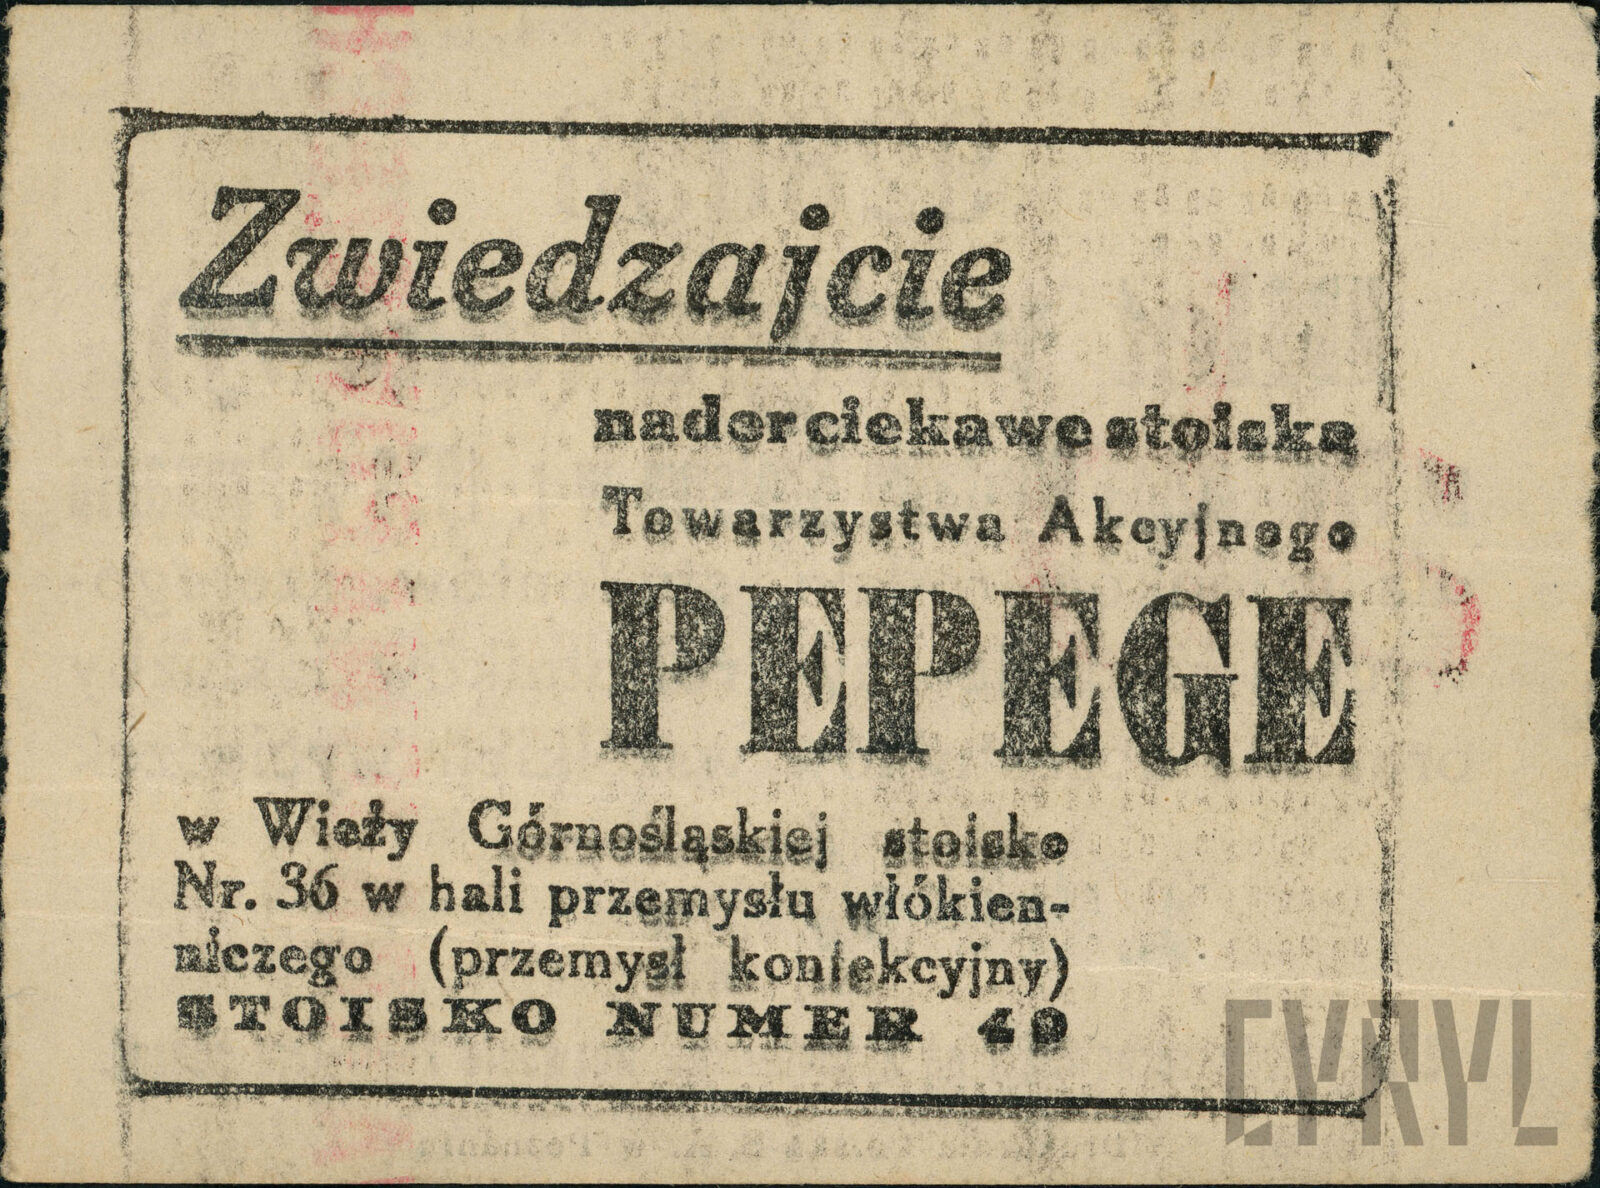 Zwiedzajcie
nader ciekawe stoiska
Towarzystwa Akcyjnego
PEPEGE
w Wieży Górnośląskiej stoisko
Nr. 36 w hali przemysłu włókien-
niczego (przemysł konfekcyjny)
STOISKO NUMER 49
CYRYL